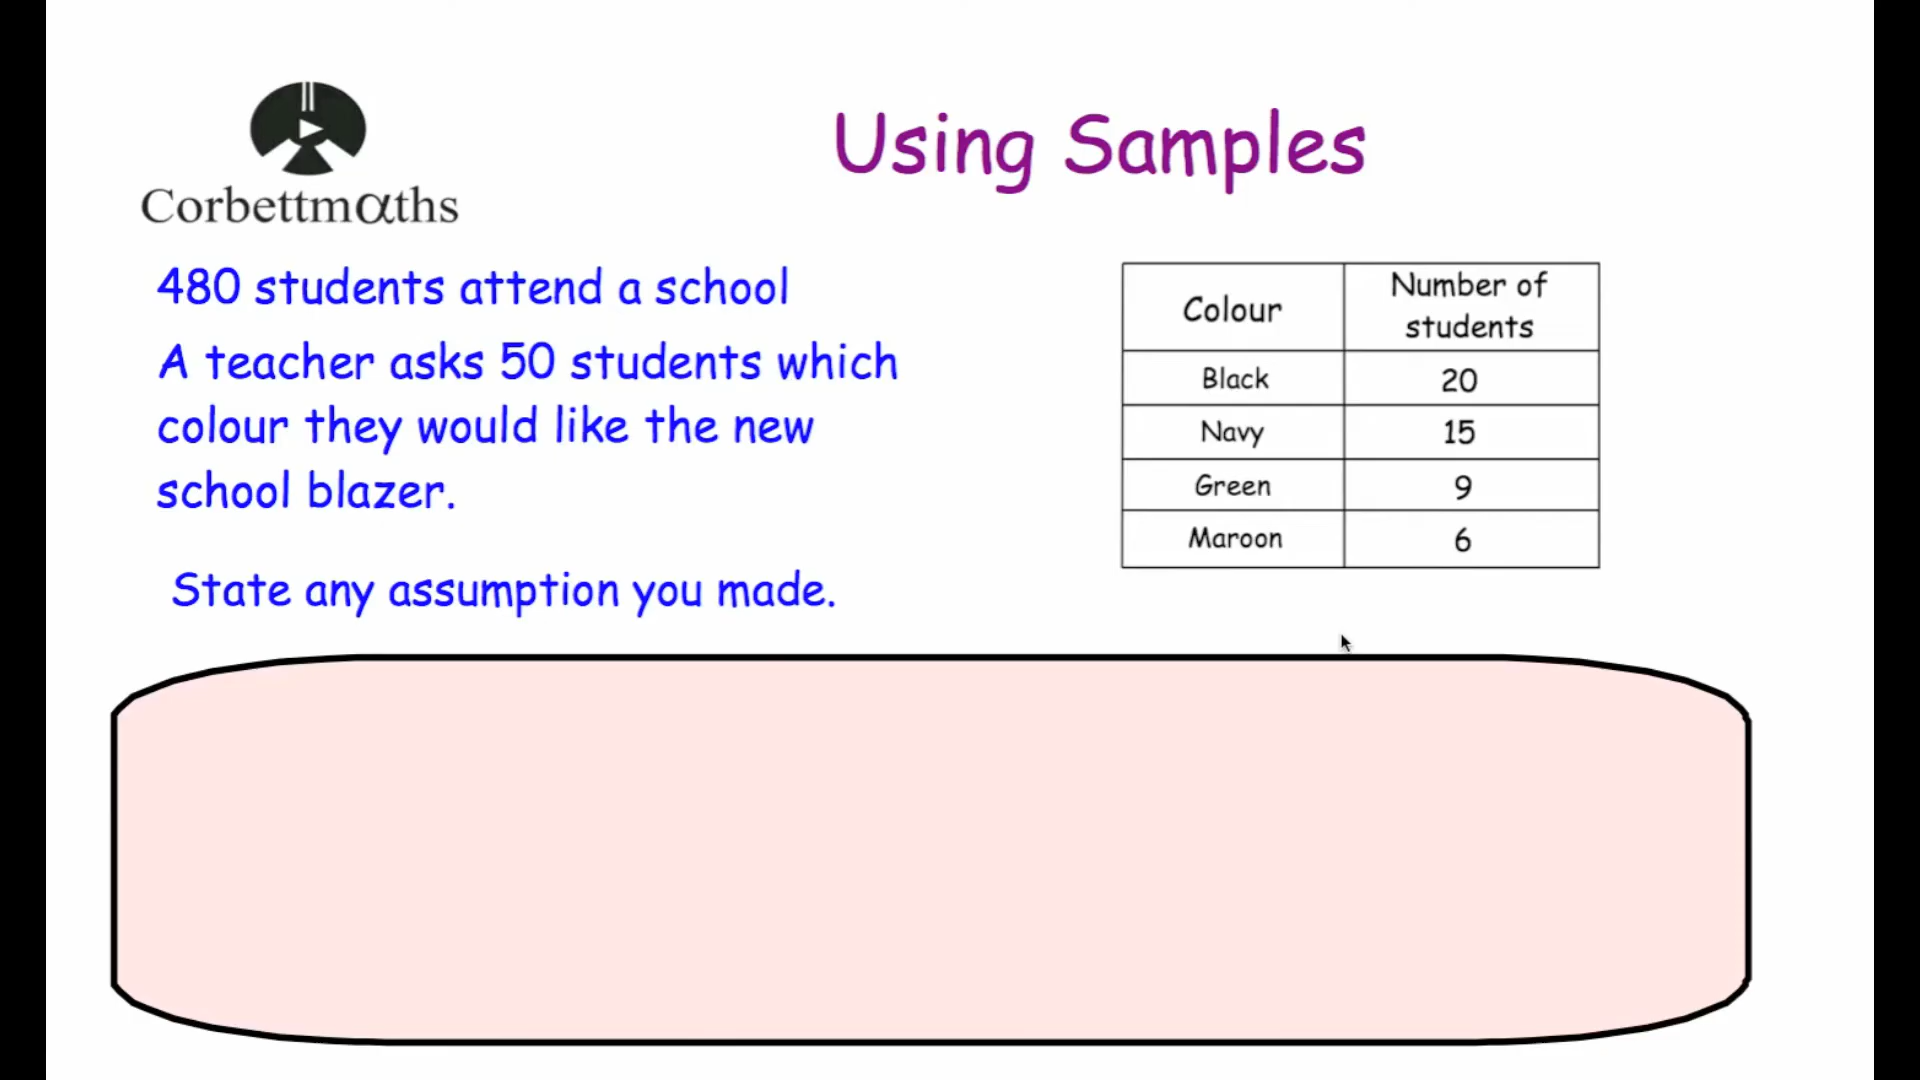 Using Samples
Corbettmαths
480 students attend a school
A teacher asks 50 students which
colour they would like the new
school blazer.
State any assumption you made.
Colour Number of students
Black 20
Navy 15
Green 9
Maroon 6